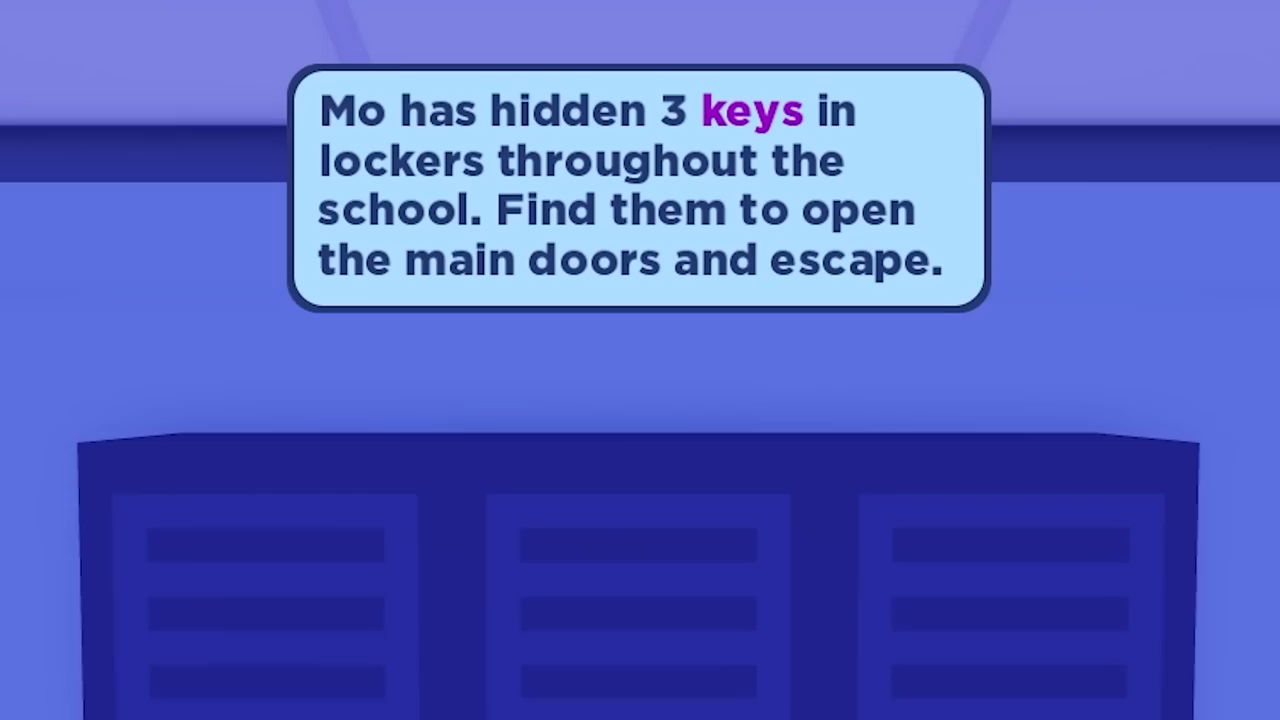 Mo has hidden 3 keys in
lockers throughout the
school. Find them to open
the main doors and escape.